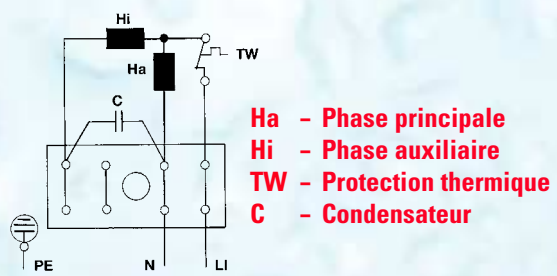 Hi
TW
Ha
C
PE
N
LI
Ha – Phase principale
Hi – Phase auxiliaire
TW – Protection thermique
C – Condensateur